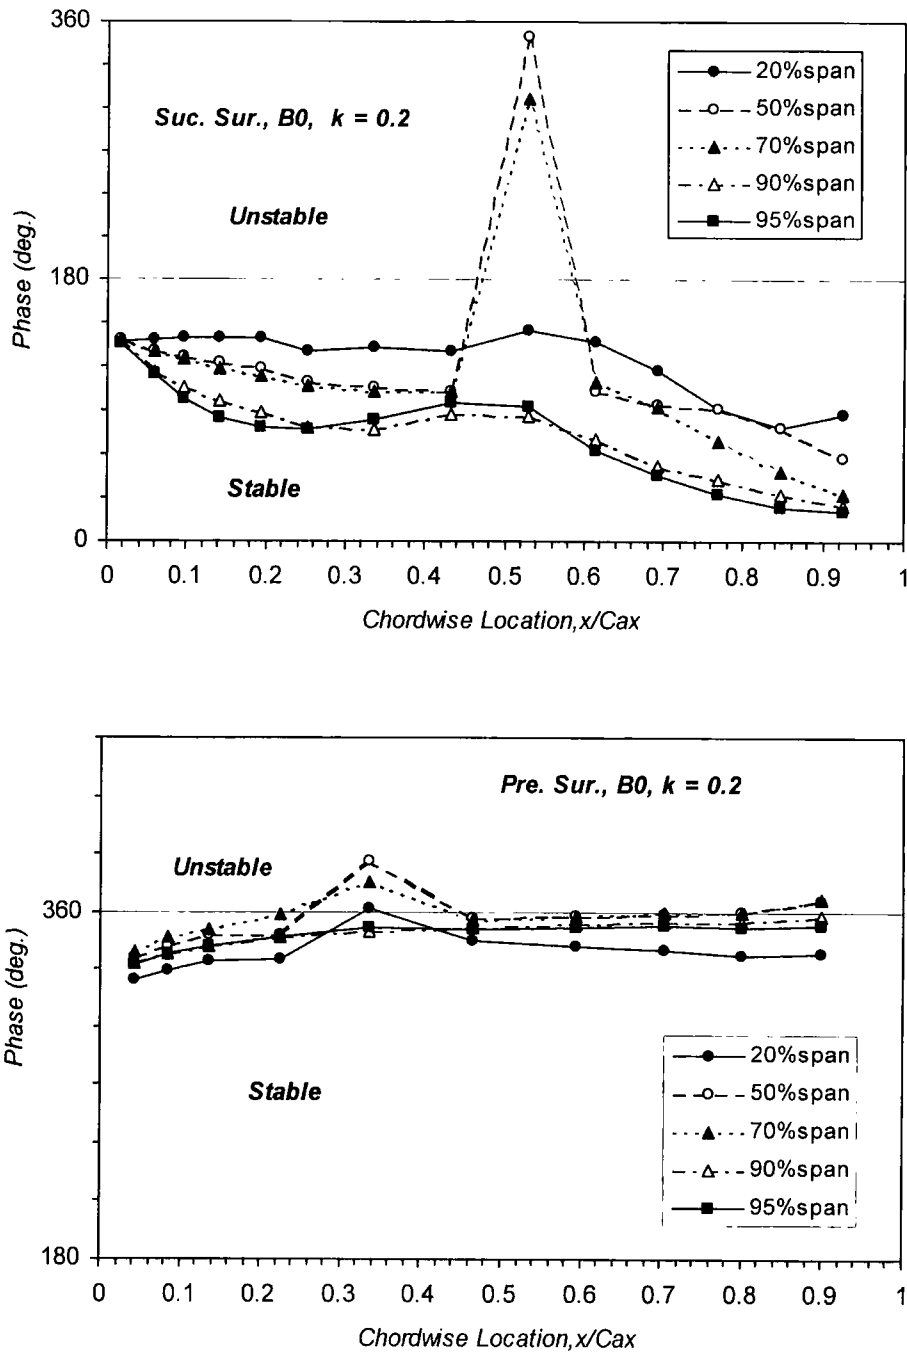 360
Suc. Sur., B0, k = 0.2
20%span
50%span
70%span
90%span
95%span
Unstable
Phase (deg.)
180
Stable
0
0 0.1 0.2 0.3 0.4 0.5 0.6 0.7 0.8 0.9 1
Chordwise Location,x/Cax
Pre. Sur., B0, k = 0.2
Unstable
360
Phase (deg.)
Stable
20%span
50%span
70%span
90%span
95%span
180
0 0.1 0.2 0.3 0.4 0.5 0.6 0.7 0.8 0.9 1
Chordwise Location,x/Cax